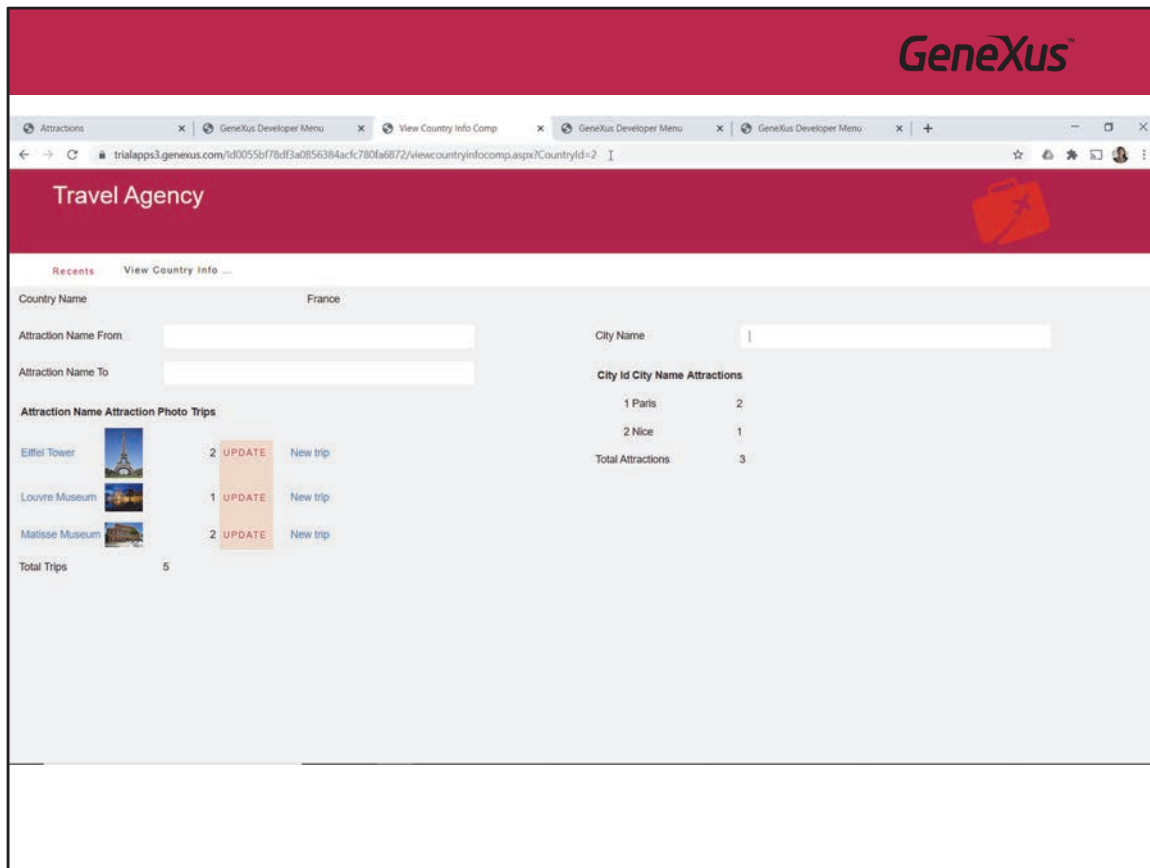 GeneXus™
Attractions
GeneXus Developer Menu
View Country Info Comp
GeneXus Developer Menu
GeneXus Developer Menu
trialapps3.genexus.com/Id0055bf78df3a0856384acfc780fa6872/viewcountryinfocomp.aspx?CountryId=2
Travel Agency
Recents View Country Info ...
Country Name France
Attraction Name From
Attraction Name To
Attraction Name Attraction Photo Trips
Eiffel Tower 2 UPDATE New trip
Louvre Museum 1 UPDATE New trip
Matisse Museum 2 UPDATE New trip
Total Trips 5
City Name
City Id City Name Attractions
1 Paris 2
2 Nice 1
Total Attractions 3